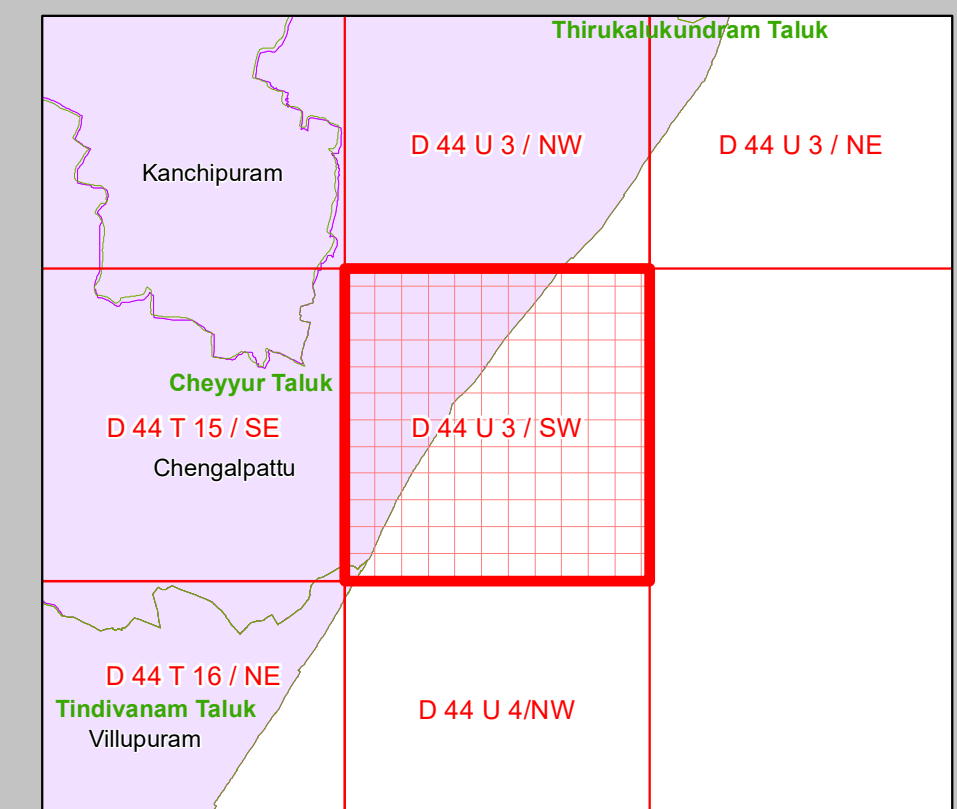 Thirukalukundram Taluk
D 44 U 3 / NW
D 44 U 3 / NE
Kanchipuram
Cheyyur Taluk
D 44 T 15 / SE
D 44 U 3 / SW
Chengalpattu
D 44 T 16 / NE
Tindivanam Taluk
D 44 U 4/NW
Villupuram